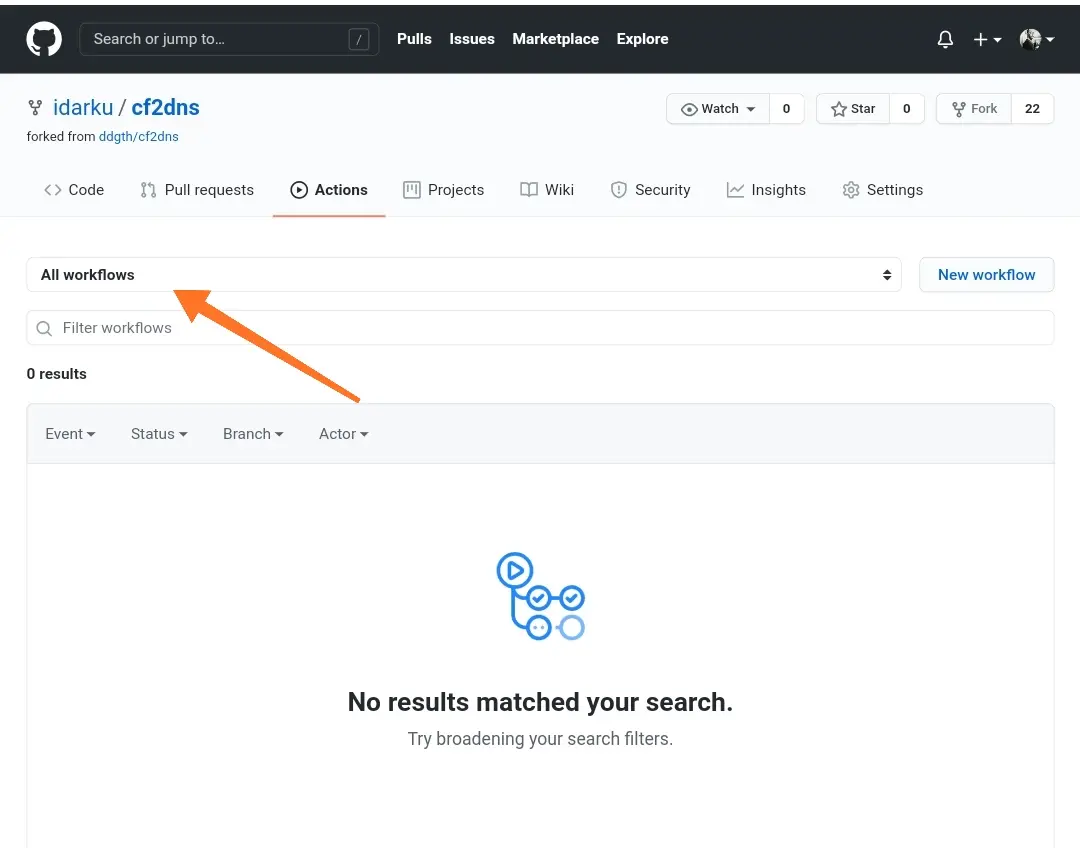 Search or jump to… / Pulls Issues Marketplace Explore
idarku / cf2dns Watch 0 Star 0 Fork 22
forked from ddgth/cf2dns
Code Pull requests Actions Projects Wiki Security Insights Settings
All workflows New workflow
Filter workflows
0 results
Event Status Branch Actor
No results matched your search.
Try broadening your search filters.